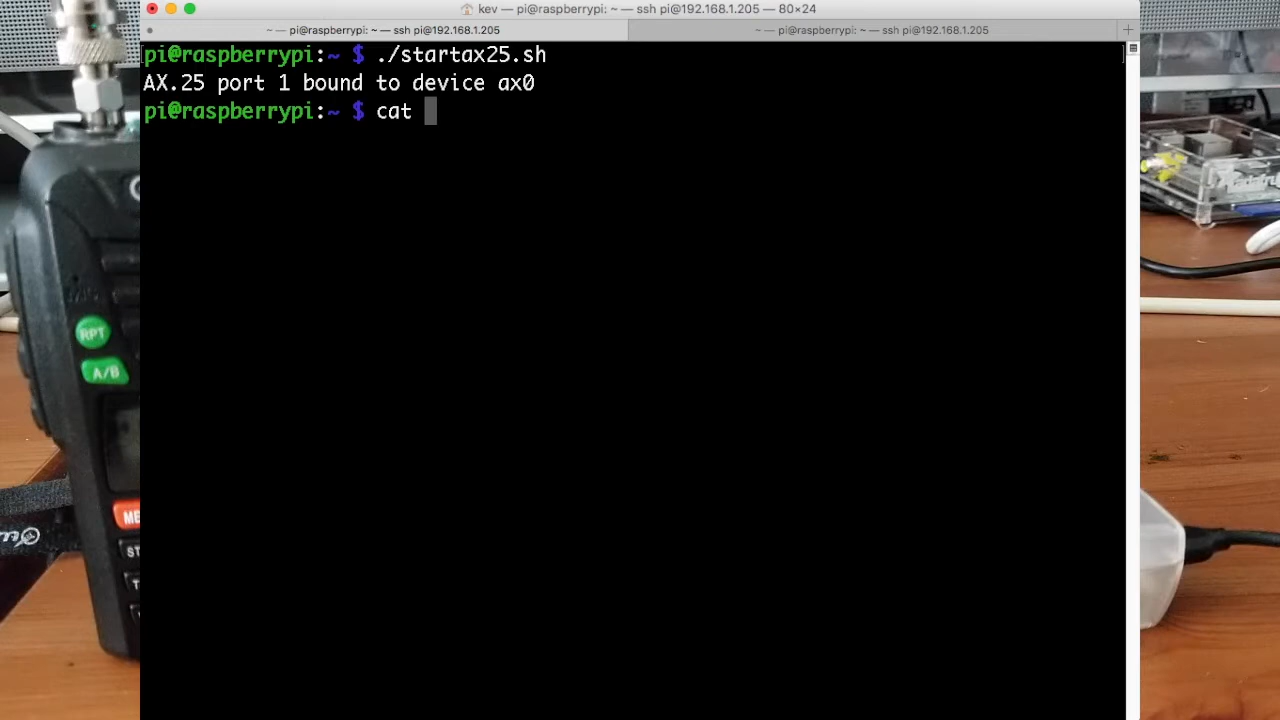 kev — pi@raspberrypi: ~ — ssh pi@192.168.1.205 — 80×24
~ — pi@raspberrypi: ~ — ssh pi@192.168.1.205
~ — pi@raspberrypi: ~ — ssh pi@192.168.1.205
pi@raspberrypi:~ $ ./startax25.sh
AX.25 port 1 bound to device ax0
pi@raspberrypi:~ $ cat
RPT
A/B